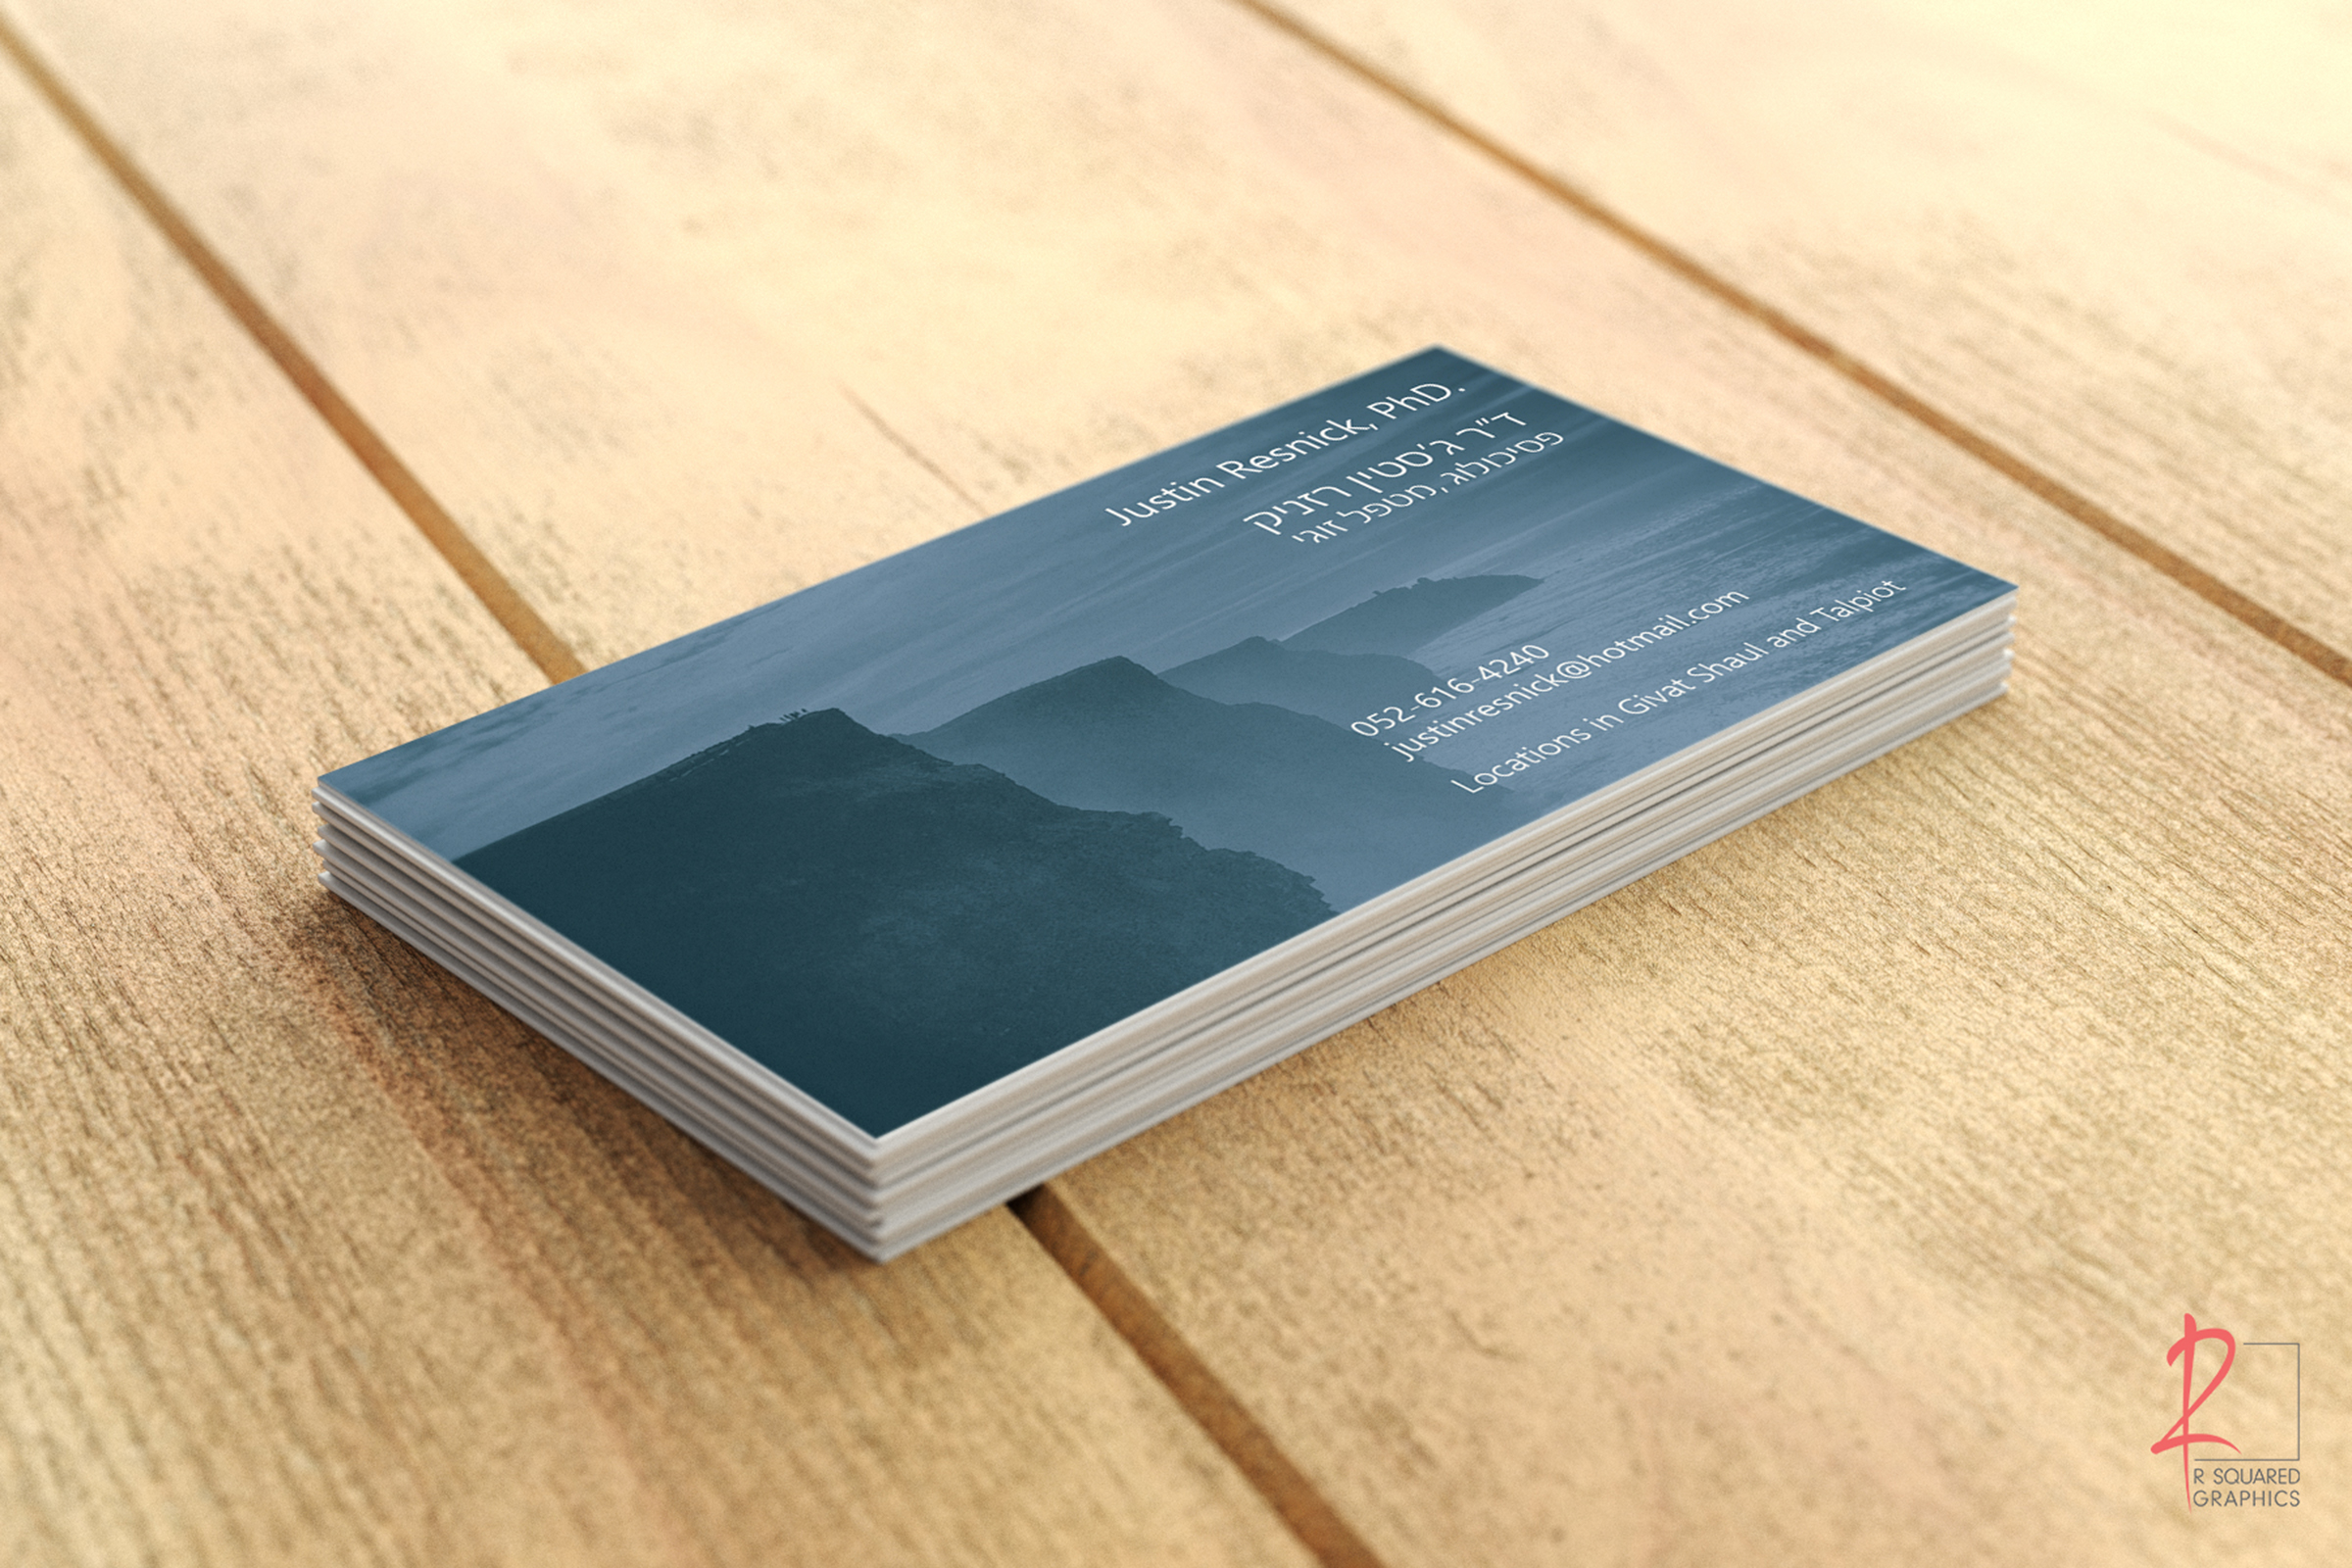 Justin Resnick, PhD.
ד"ר ג'סטין רזניק
פסיכולוג, מטפל זוגי
052-616-4240
justinresnick@hotmail.com
Locations in Givat Shaul and Talpiot
R SQUARED
GRAPHICS